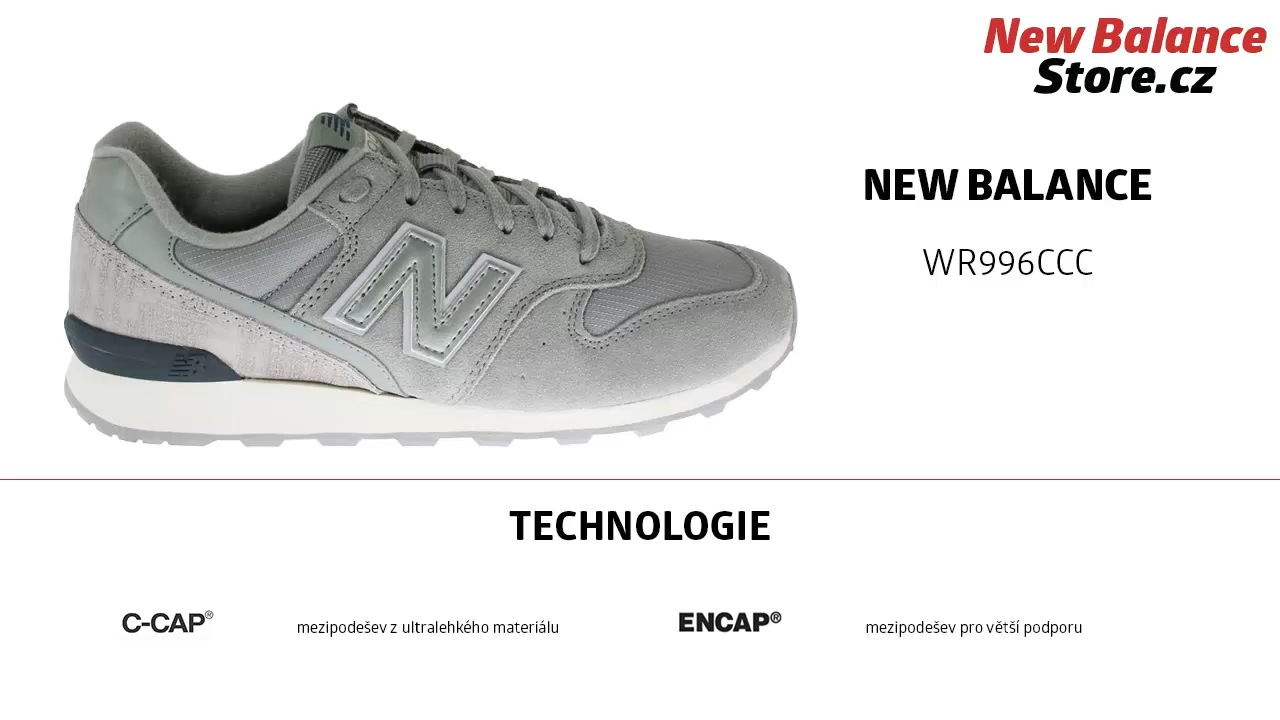 New Balance
Store.cz
NEW BALANCE
WR996CCC
N
TECHNOLOGIE
C-CAP®
mezipodešev z ultralehkého materiálu
ENCAP®
mezipodešev pro větší podporu